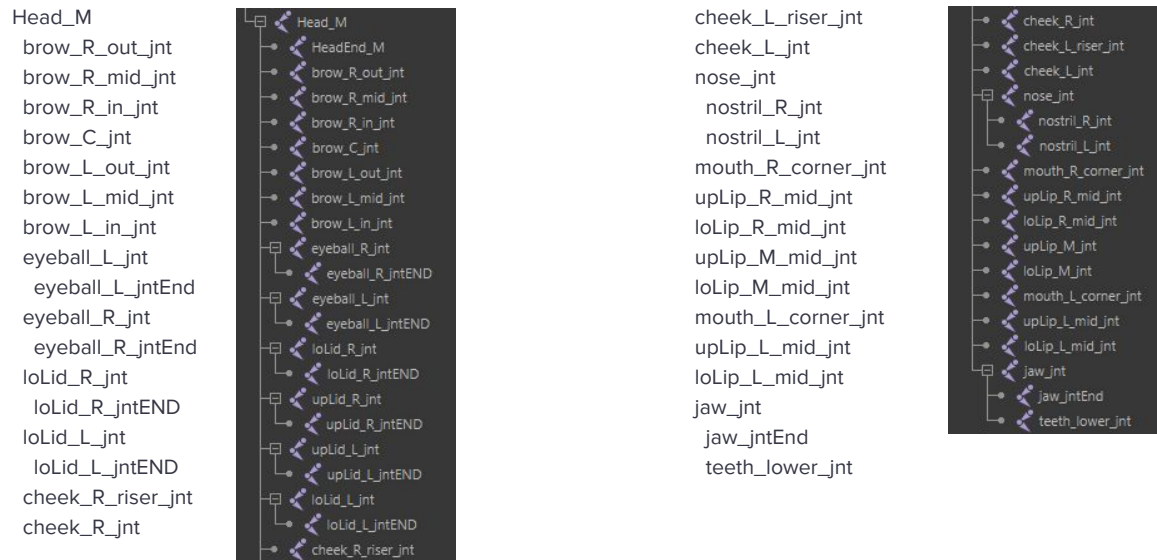 Head_M
brow_R_out_jnt
brow_R_mid_jnt
brow_R_in_jnt
brow_C_jnt
brow_L_out_jnt
brow_L_mid_jnt
brow_L_in_jnt
eyeball_L_jnt
eyeball_L_jntEnd
eyeball_R_jnt
eyeball_R_jntEnd
loLid_R_jnt
loLid_R_jntEND
loLid_L_jnt
loLid_L_jntEND
cheek_R_riser_jnt
cheek_R_jnt
Head_M
HeadEnd_M
brow_R_out_jnt
brow_R_mid_jnt
brow_R_in_jnt
brow_C_jnt
brow_L_out_jnt
brow_L_mid_jnt
brow_L_in_jnt
eyeball_R_jnt
eyeball_R_jntEND
eyeball_L_jnt
eyeball_L_jntEND
loLid_R_jnt
loLid_R_jntEND
upLid_R_jnt
upLid_R_jntEND
upLid_L_jnt
upLid_L_jntEND
loLid_L_jnt
loLid_L_jntEND
cheek_R_riser_jnt
cheek_L_riser_jnt
cheek_L_jnt
nose_jnt
nostril_R_jnt
nostril_L_jnt
mouth_R_corner_jnt
upLip_R_mid_jnt
loLip_R_mid_jnt
upLip_M_mid_jnt
loLip_M_mid_jnt
mouth_L_corner_jnt
upLip_L_mid_jnt
loLip_L_mid_jnt
jaw_jnt
jaw_jntEnd
teeth_lower_jnt
cheek_R_jnt
cheek_L_riser_jnt
cheek_L_jnt
nose_jnt
nostril_R_jnt
nostril_L_jnt
mouth_R_corner_jnt
upLip_R_mid_jnt
loLip_R_mid_jnt
upLip_M_jnt
loLip_M_jnt
mouth_L_corner_jnt
upLip_L_mid_jnt
loLip_L_mid_jnt
jaw_jnt
jaw_jntEnd
teeth_lower_jnt